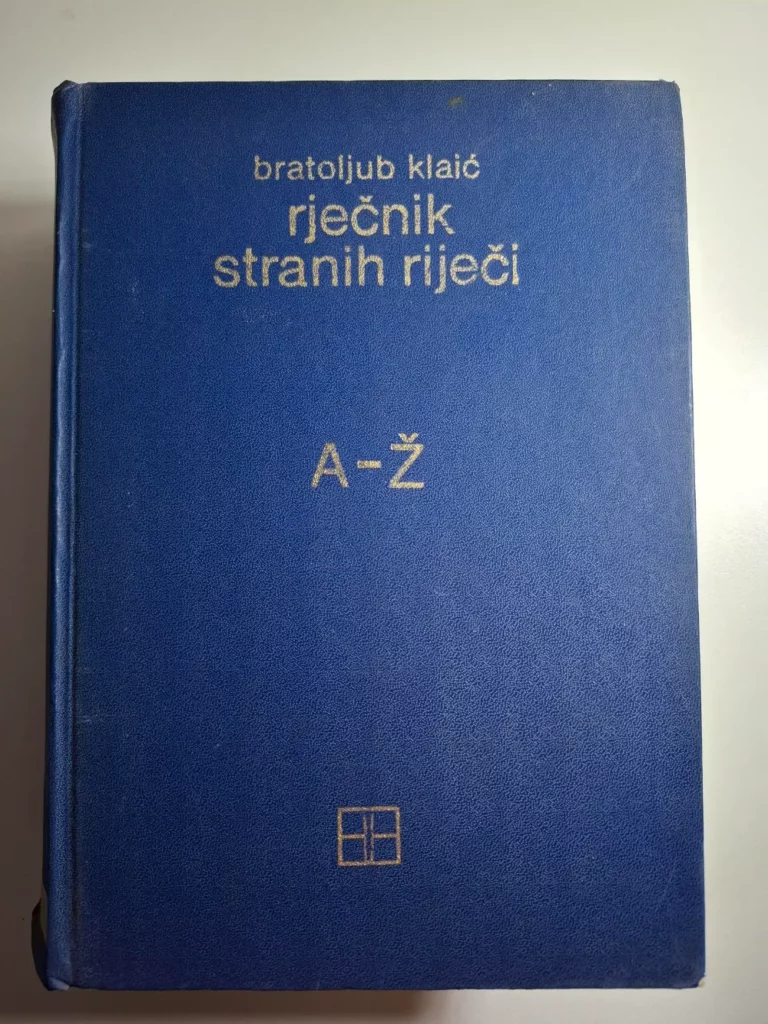 bratoljub klaić
rječnik
stranih riječi
A-Ž